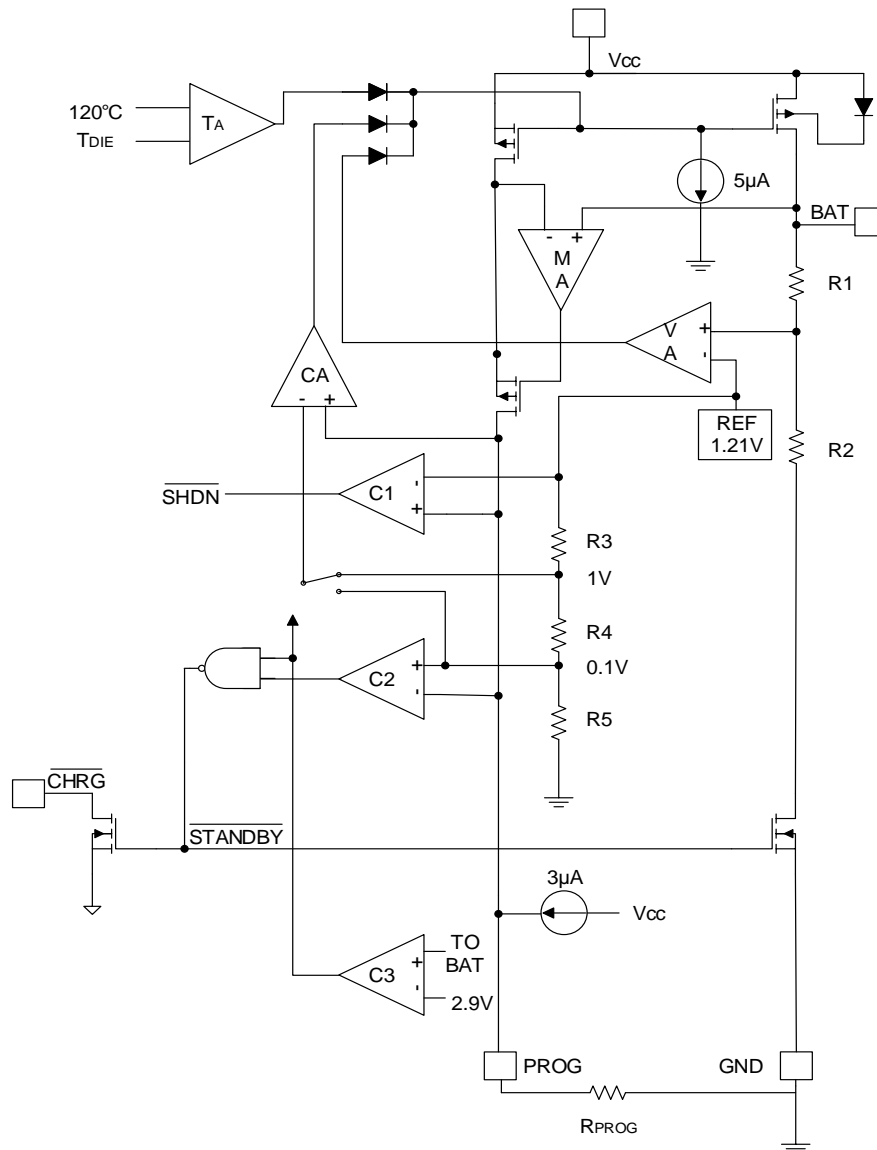 Vcc
120°C
TA
TDIE
5µA
BAT
- +
M
A
R1
V
A
+
-
CA
- +
REF
1.21V
R2
SHDN
C1
-
+
R3
1V
R4
C2
+
-
0.1V
R5
CHRG
STANDBY
3µA
Vcc
C3
+
-
TO
BAT
2.9V
PROG
GND
RPROG